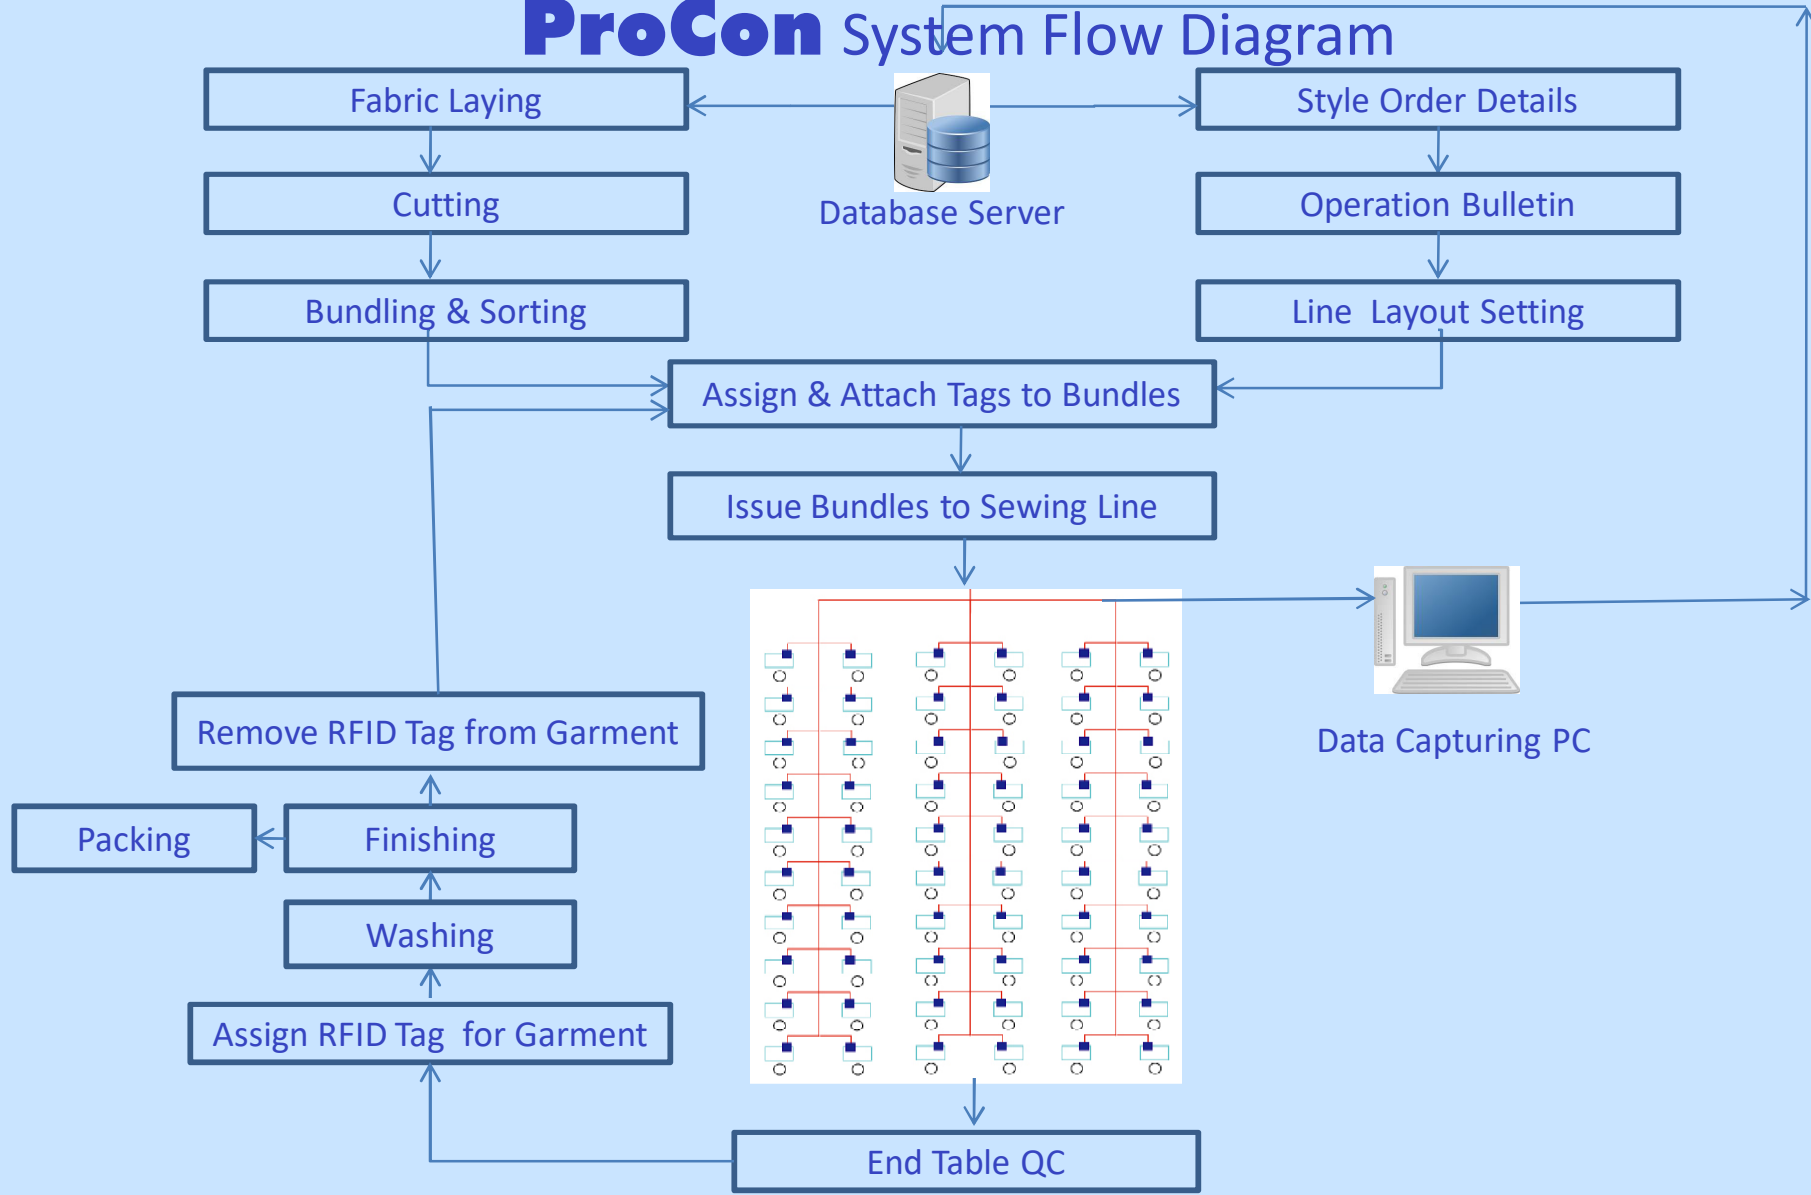 ProCon System Flow Diagram
Fabric Laying
Style Order Details
Cutting
Database Server
Operation Bulletin
Bundling & Sorting
Line Layout Setting
Assign & Attach Tags to Bundles
Issue Bundles to Sewing Line
Remove RFID Tag from Garment
Data Capturing PC
Packing
Finishing
Washing
Assign RFID Tag for Garment
End Table QC